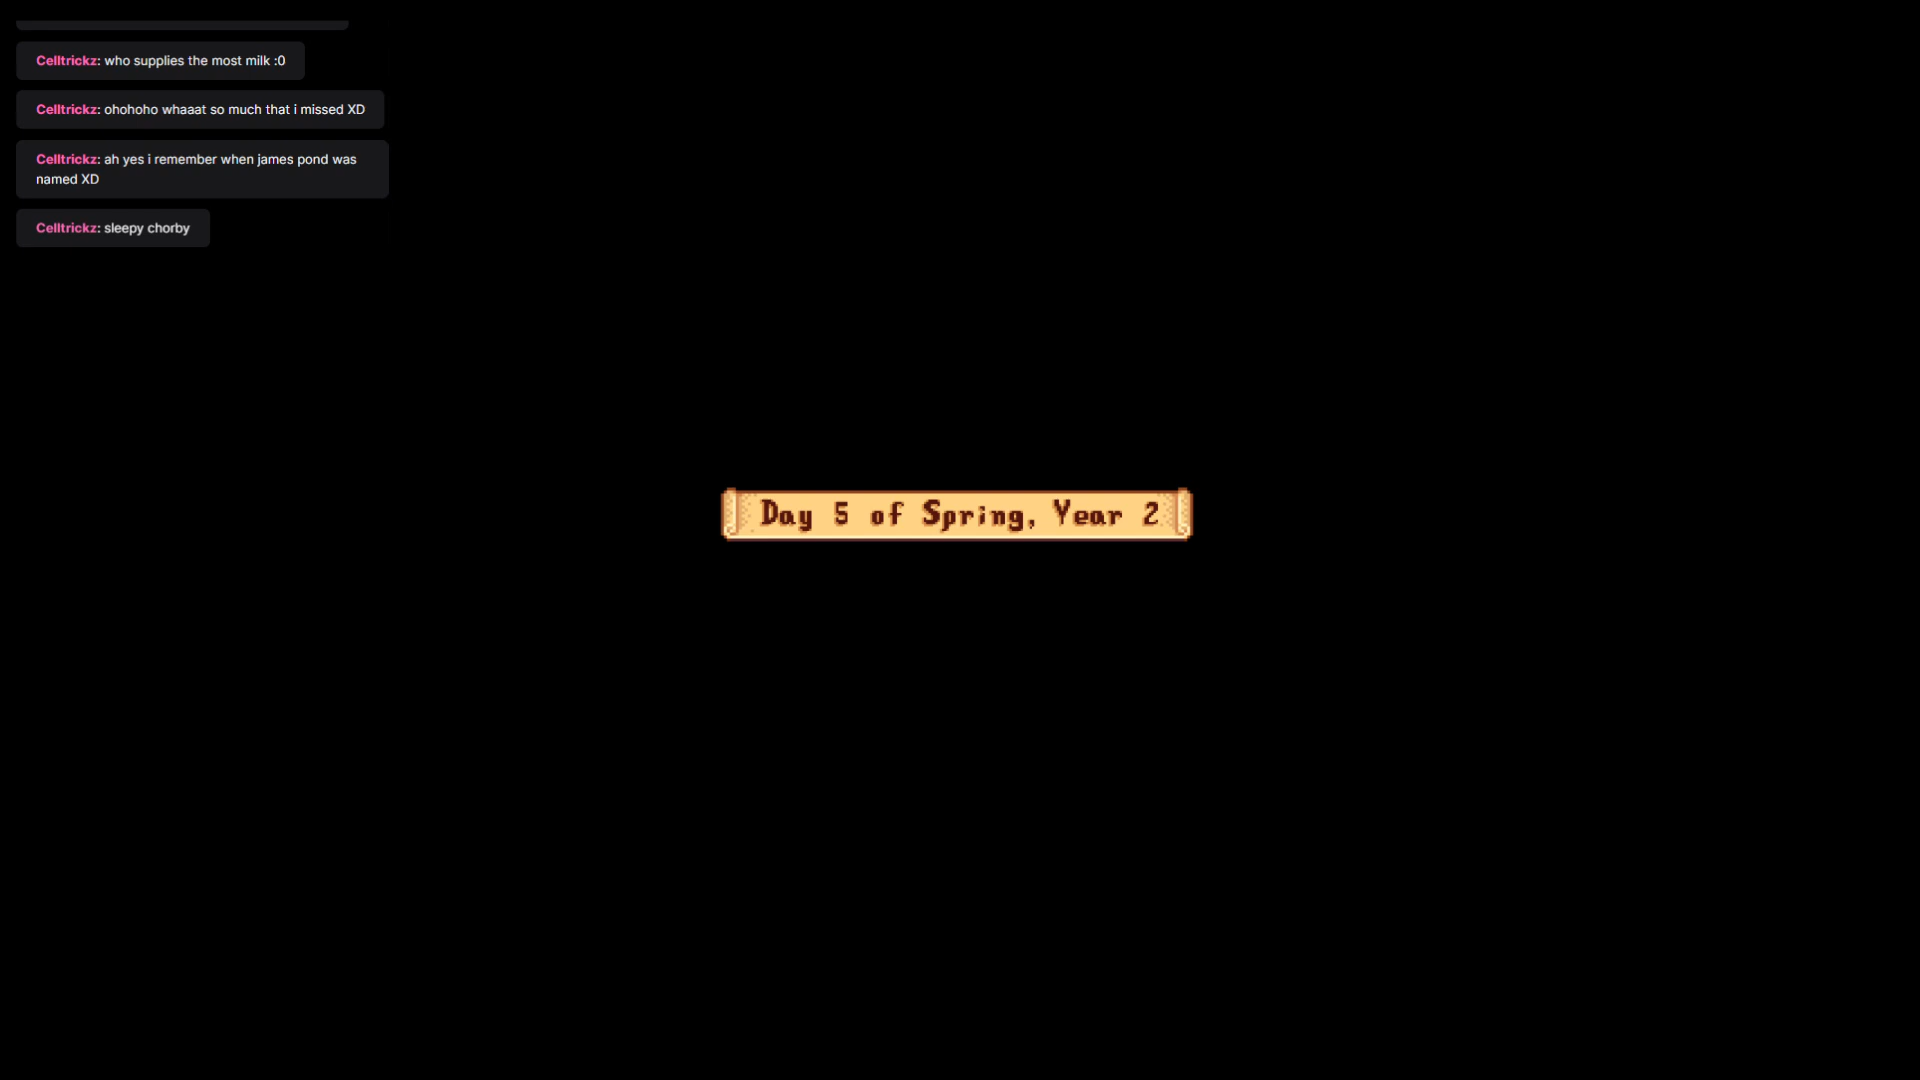 Celltrickz: who supplies the most milk :0
Celltrickz: ohohoho whaaat so much that i missed XD
Celltrickz: ah yes i remember when james pond was
named XD
Celltrickz: sleepy chorby
Day 5 of Spring, Year 2